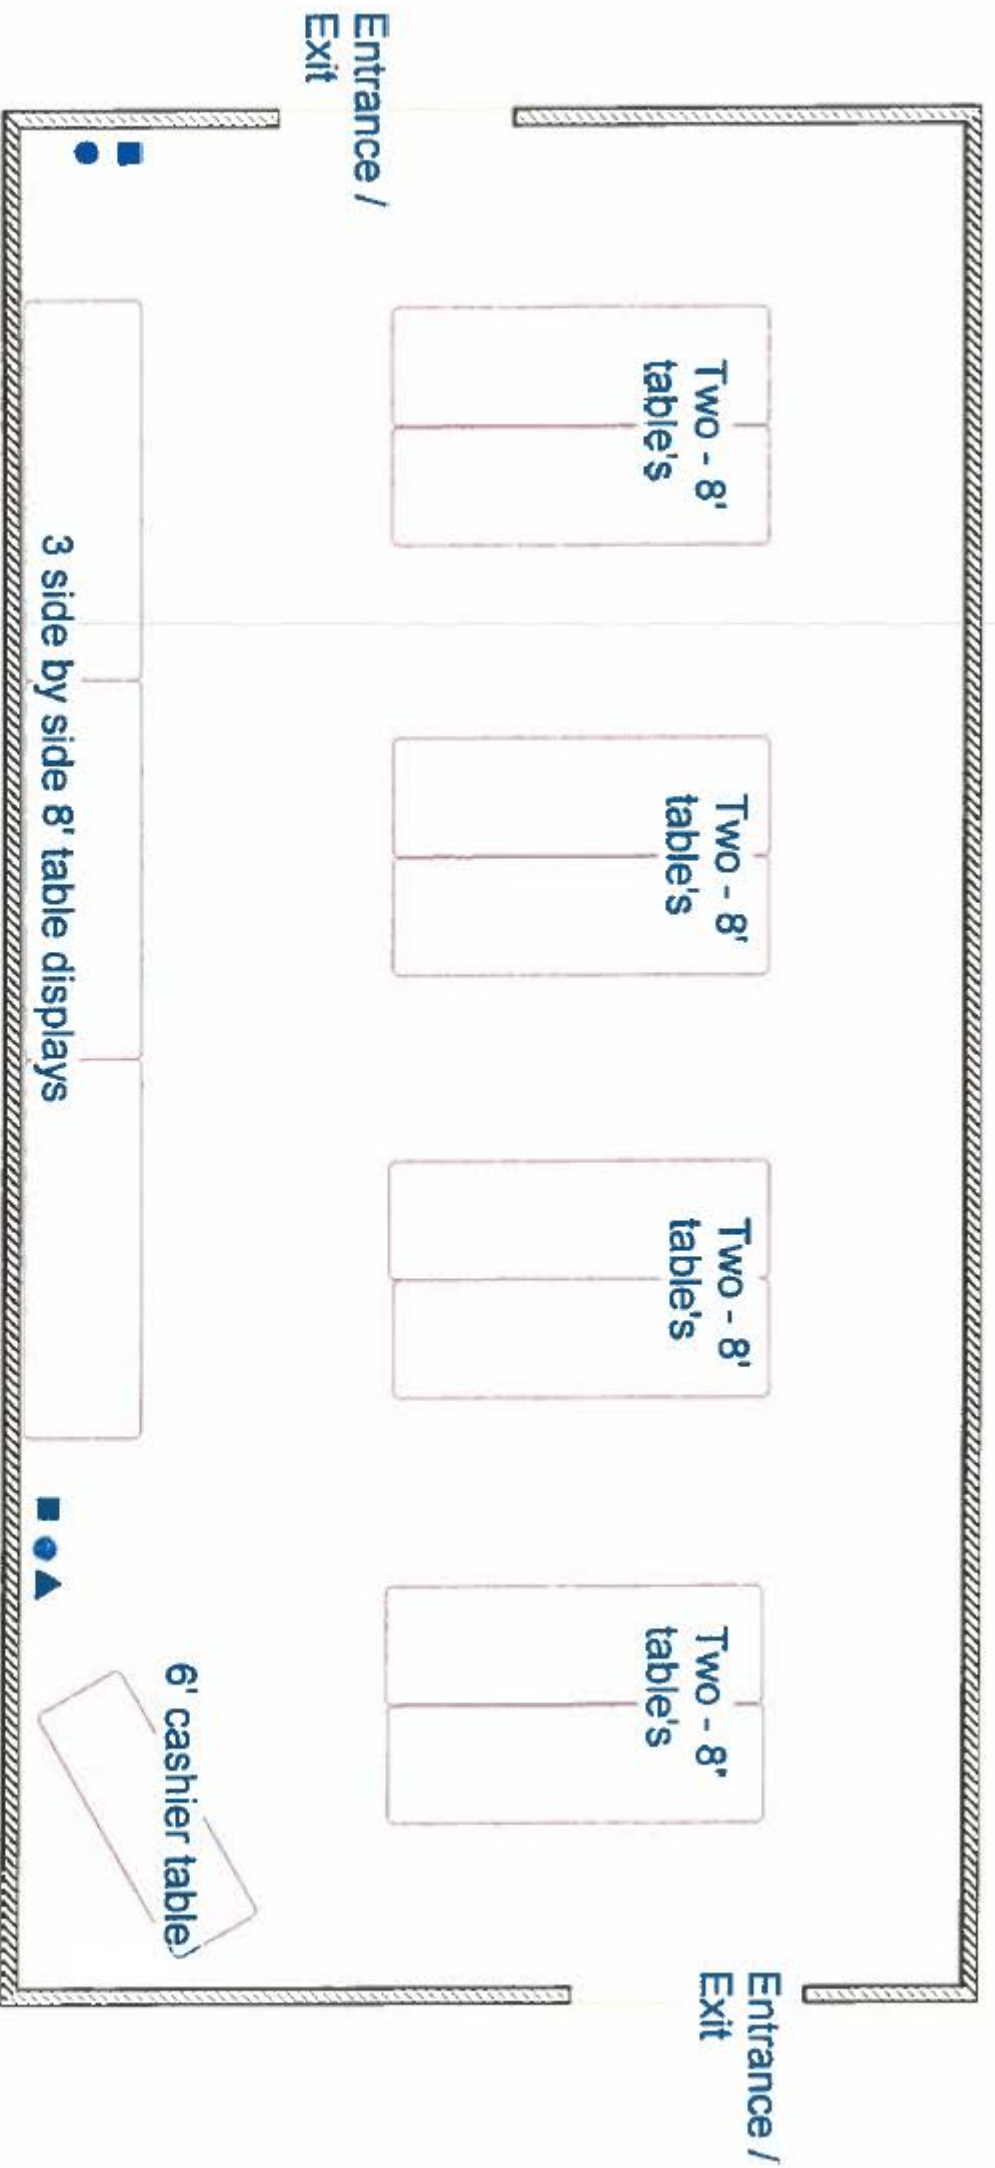 Entrance /
Exit
Two - 8'
table's
Two - 8'
table's
Two - 8'
table's
Two - 8'
table's
Entrance /
Exit
3 side by side 8' table displays
6' cashier table